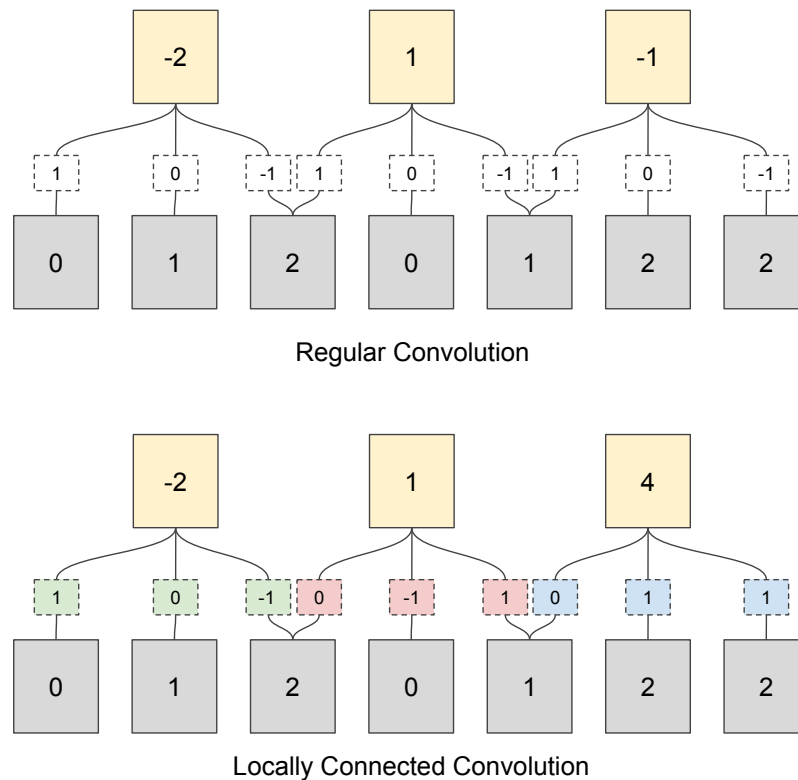 -2 1 -1
1 0 -1 1 0 -1 1 0 -1
0 1 2 0 1 2 2
Regular Convolution
-2 1 4
1 0 -1 0 -1 1 0 1 1
0 1 2 0 1 2 2
Locally Connected Convolution